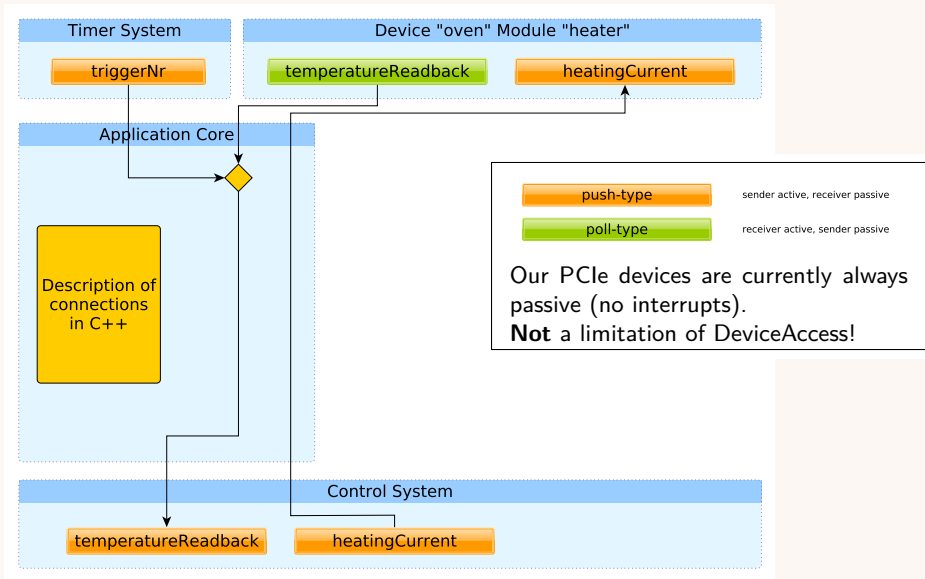 Timer System
Device "oven" Module "heater"
triggerNr
temperatureReadback
heatingCurrent
Application Core
push-type
sender active, receiver passive
poll-type
receiver active, sender passive
Our PCIe devices are currently always
passive (no interrupts).
Not a limitation of DeviceAccess!
Description of
connections
in C++
Control System
temperatureReadback
heatingCurrent